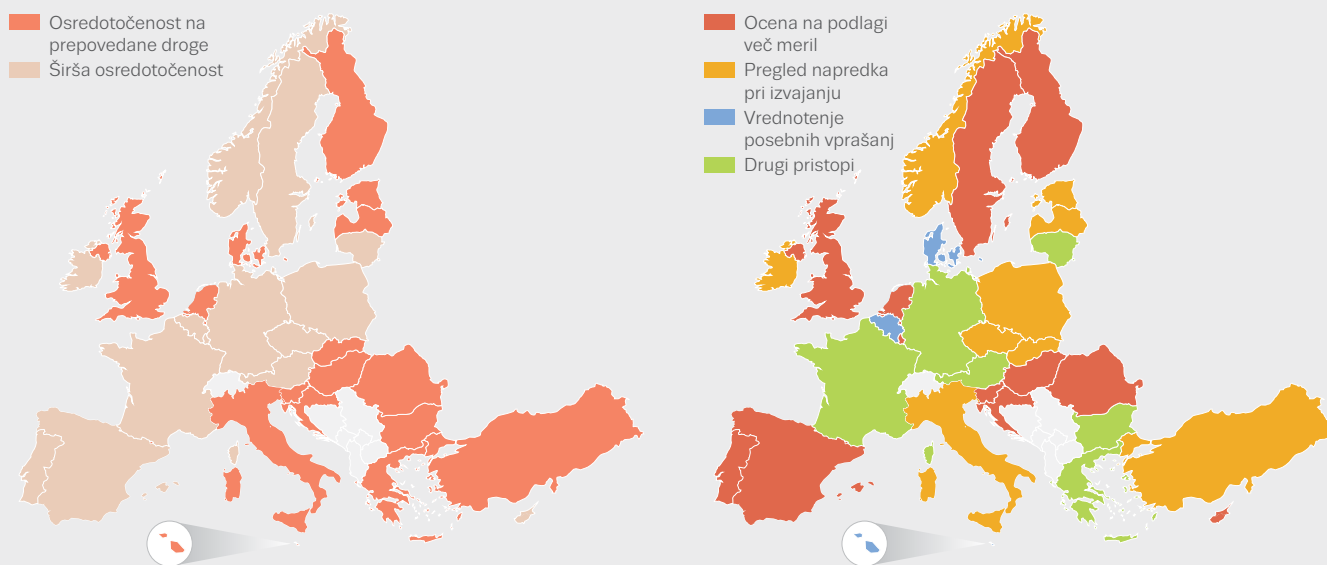 Osredotočenost na
prepovedane droge
Širša osredotočenost
Ocena na podlagi
več meril
Pregled napredka
pri izvajanju
Vrednotenje
posebnih vprašanj
Drugi pristopi